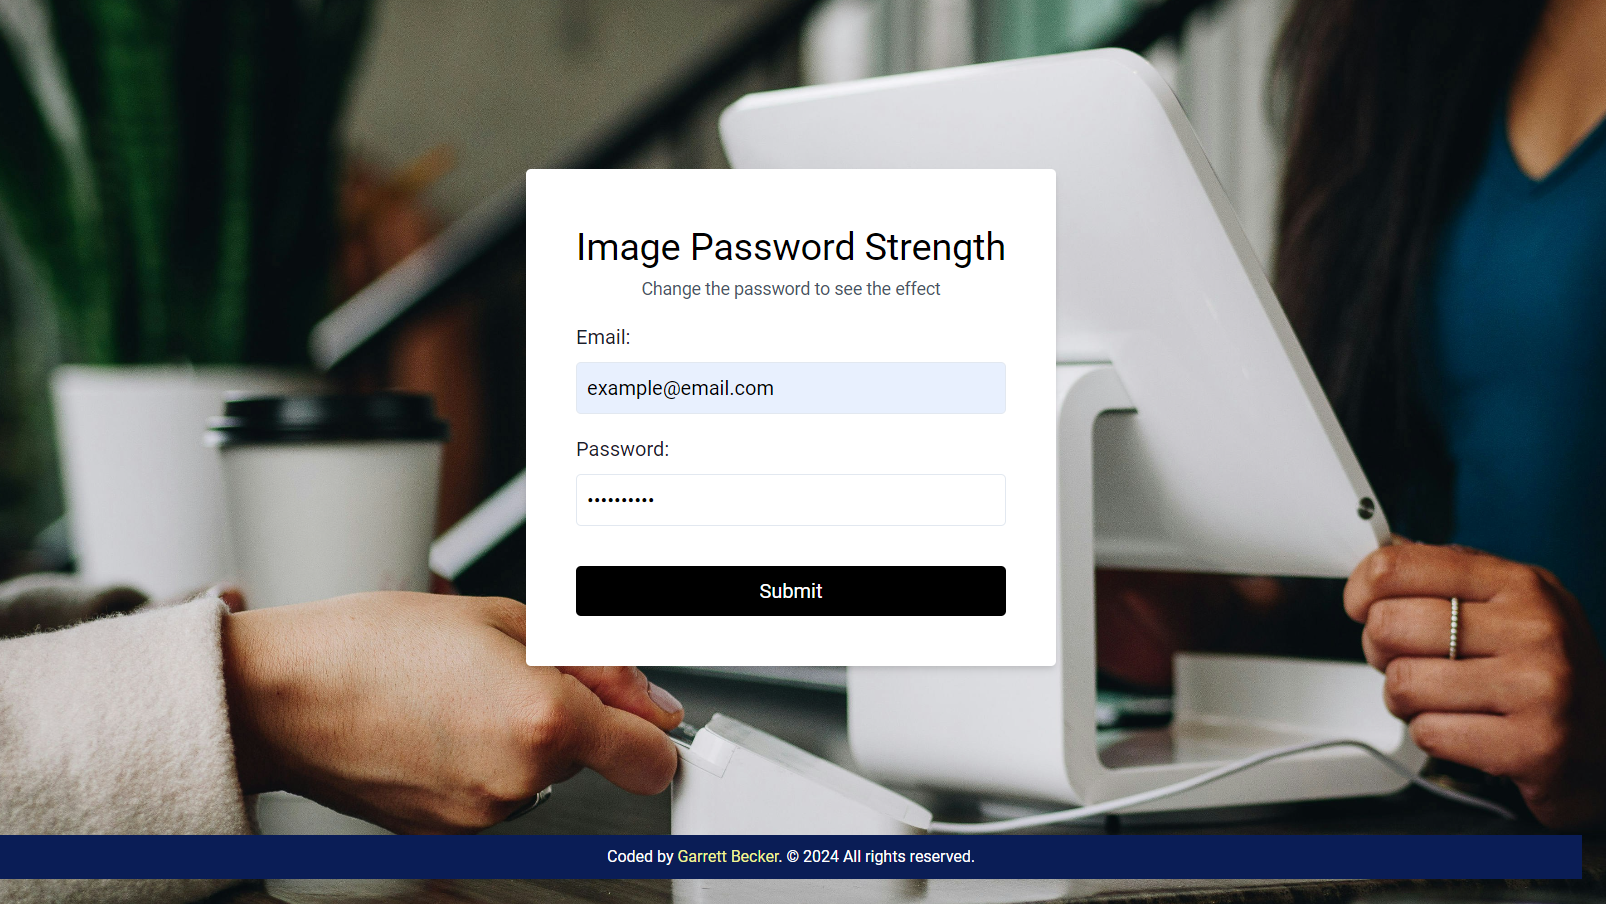 Image Password Strength
Change the password to see the effect
Email:
example@email.com
Password:
••••••••••
Submit
Coded by Garrett Becker. © 2024 All rights reserved.